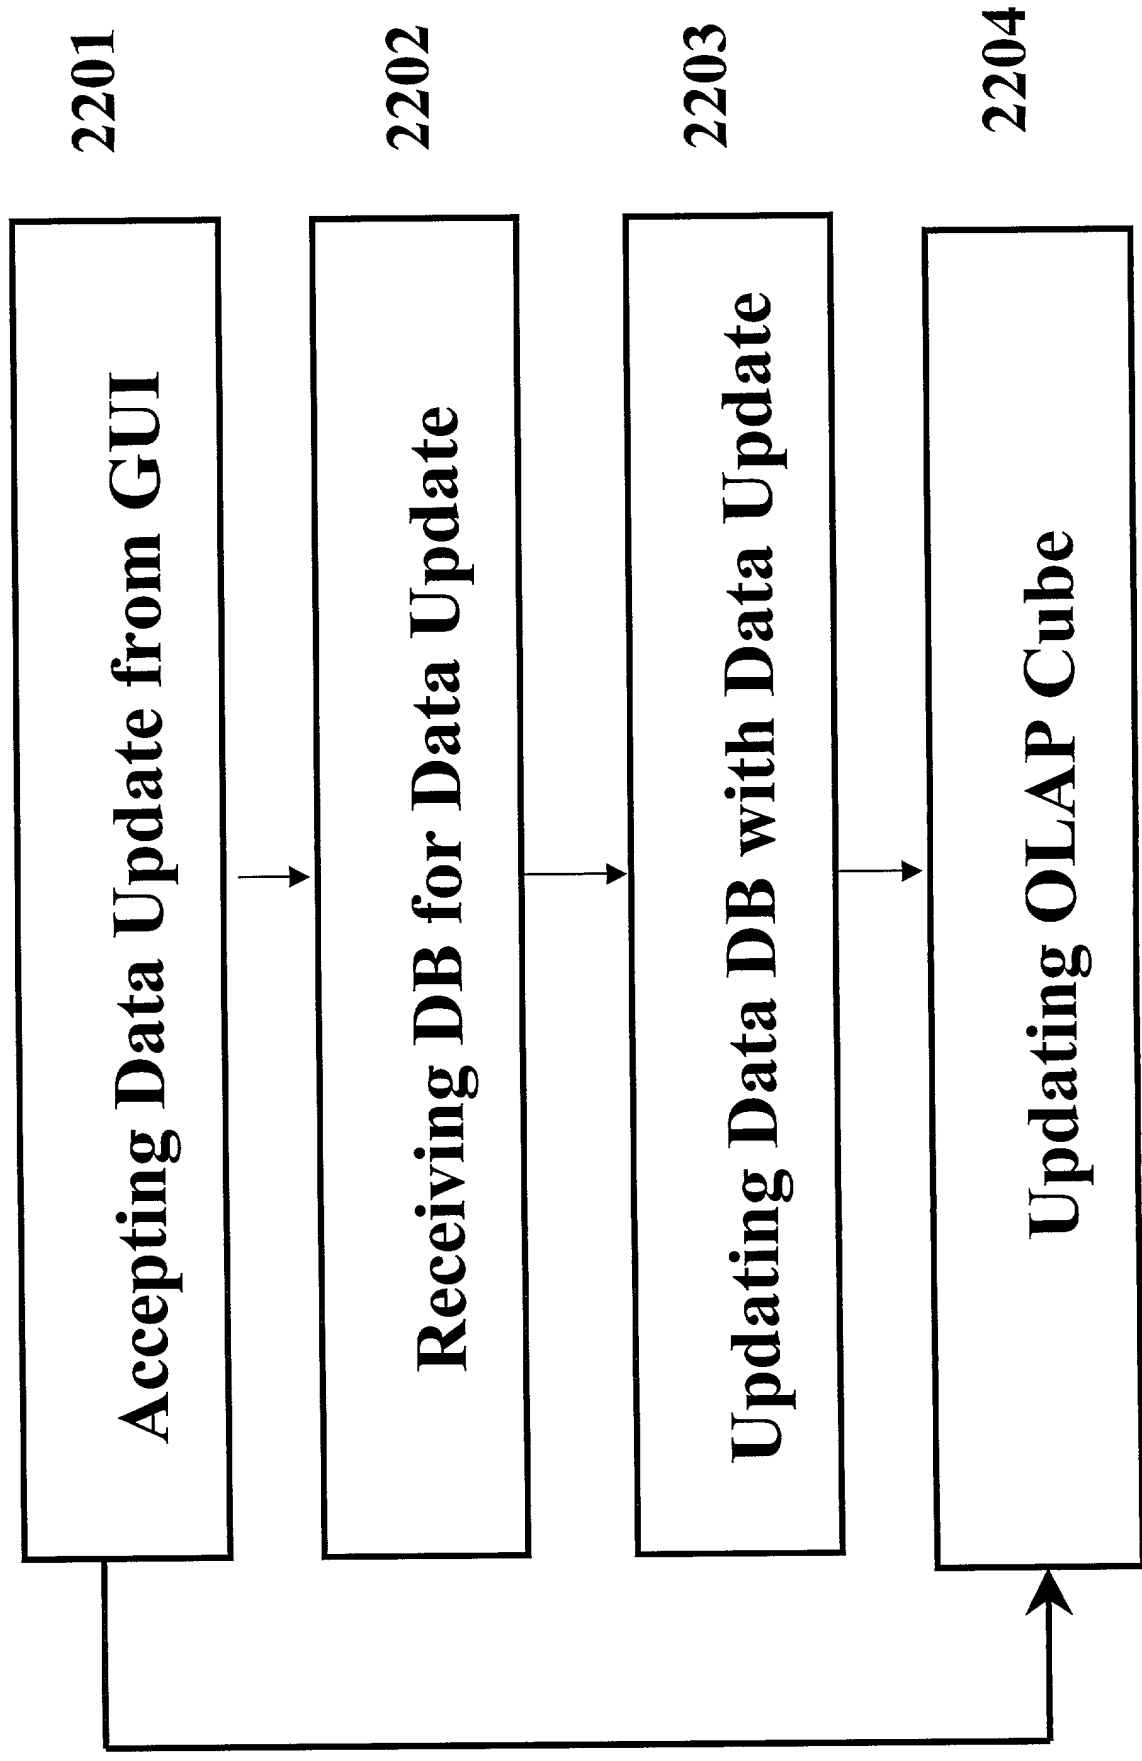 Accepting Data Update from GUI
2201
Receiving DB for Data Update
2202
Updating Data DB with Data Update
2203
Updating OLAP Cube
2204